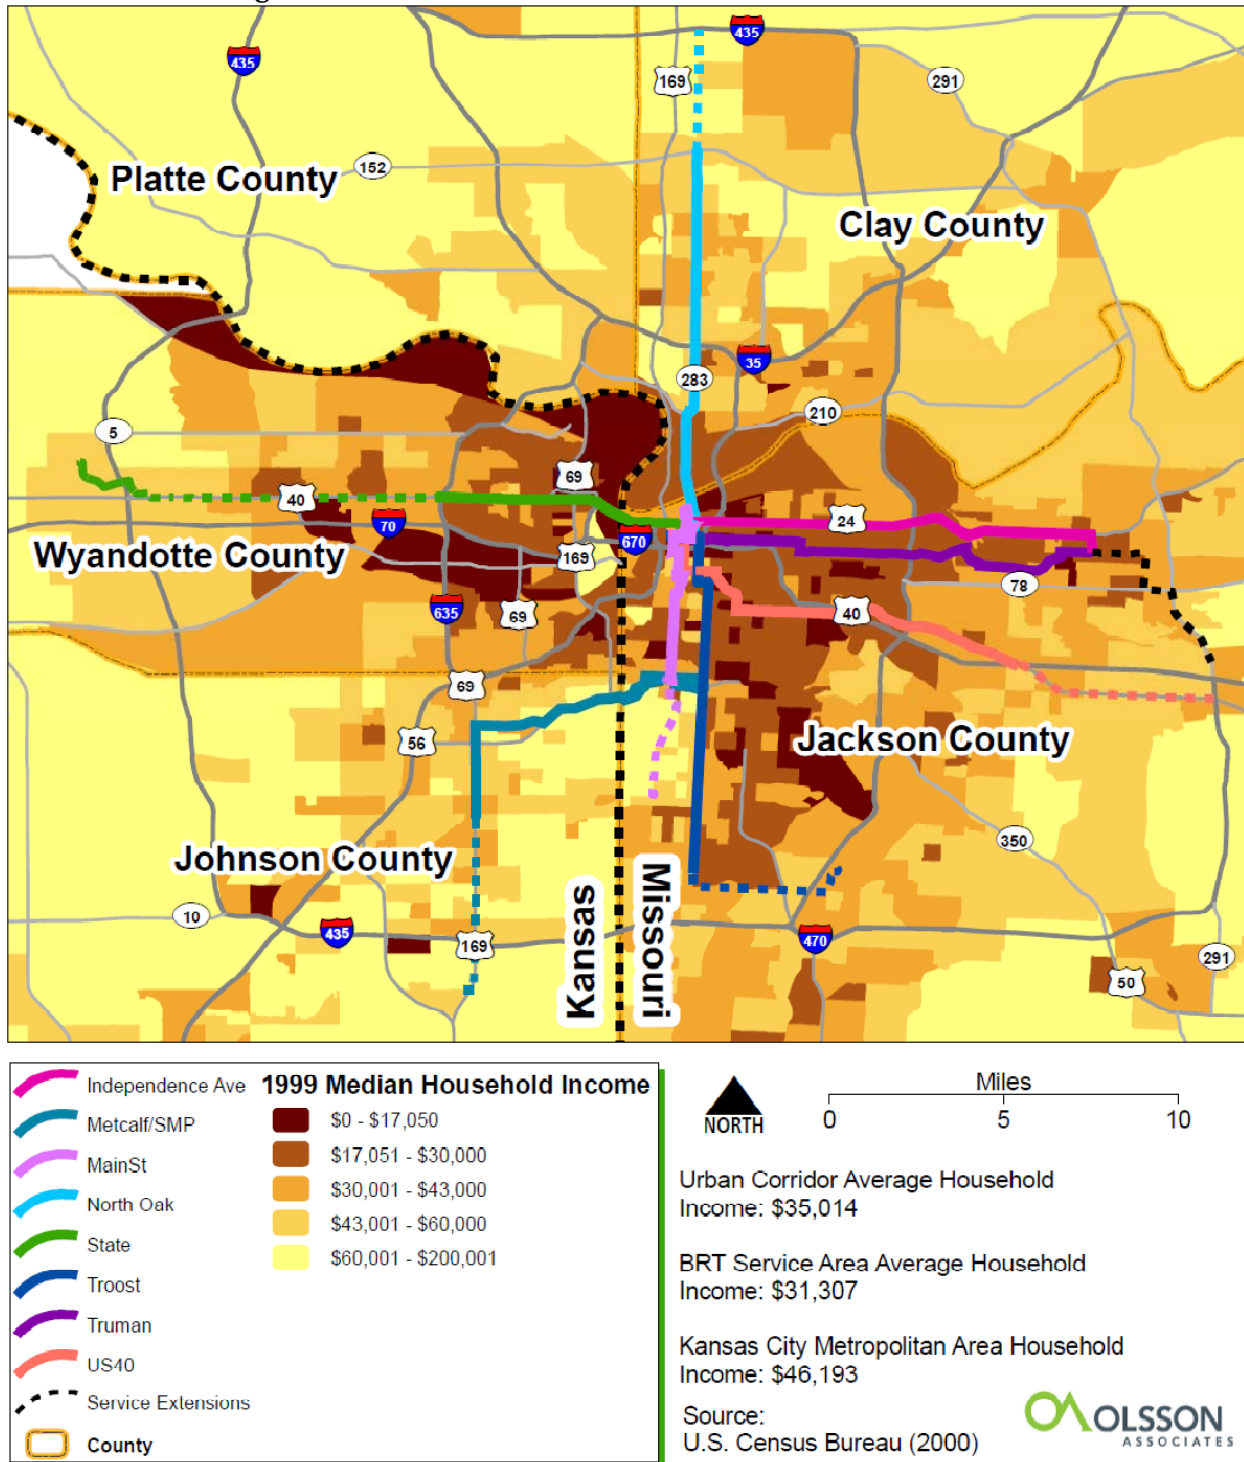 435
435
169
291
152
Platte County
Clay County
35
283
210
5
69
40
24
70
670
Wyandotte County
169
78
635
69
40
69
56
Jackson County
350
Johnson County
Kansas
Missouri
10
435
169
470
291
50
Independence Ave
Metcalf/SMP
MainSt
North Oak
State
Troost
Truman
US40
Service Extensions
County
1999 Median Household Income
$0 - $17,050
$17,051 - $30,000
$30,001 - $43,000
$43,001 - $60,000
$60,001 - $200,001
NORTH
Miles
0 5 10
Urban Corridor Average Household
Income: $35,014
BRT Service Area Average Household
Income: $31,307
Kansas City Metropolitan Area Household
Income: $46,193
Source:
U.S. Census Bureau (2000)
OLSSON
ASSOCIATES